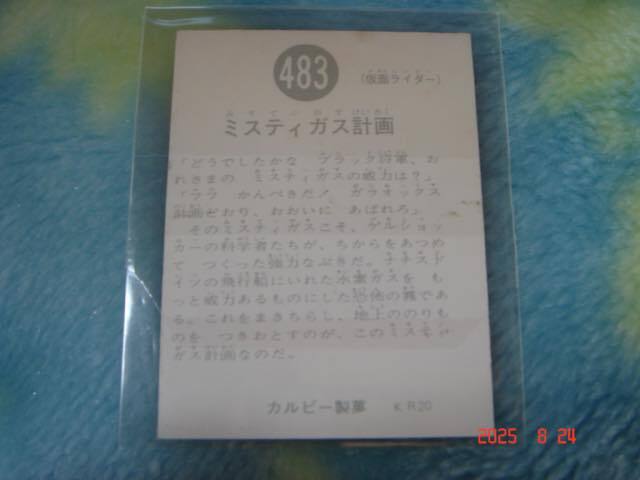 483
(仮面ライダー)
ミスティガス計画
「どうでしたかな ブラック将軍、お
れさまの ミスティガスの威力は？」
「ウラ かんぺきだ！ ガラオックス
計画どおり、おおいに あばれろ」
そのミスティガスこそ、ゲルショッ
カーの科学者たちが、ちからをあつめ
て つくった強力なぶきだ。ナチスド
イツの飛行船にいれた水素ガスを も
っと威力あるものにした恐怖の霧であ
る。これをまきちらし、地上ののりも
のを つきおとすのが、このミスティ
ガス計画なのだ。
カルビー製菓 K.R20
2025 8 24